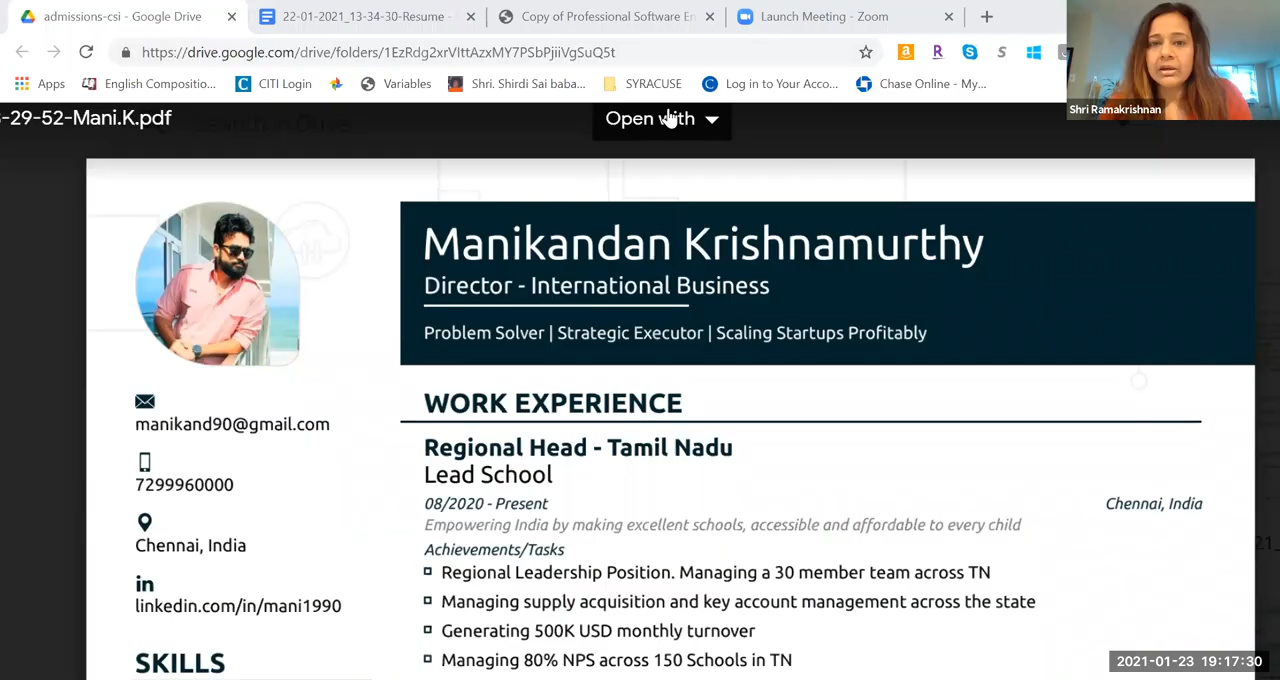 admissions-csi - Google Drive
22-01-2021_13-34-30-Resume -
Copy of Professional Software En
Launch Meeting - Zoom
https://drive.google.com/drive/folders/1EzRdg2xrVIttAzxMY7PSbPjiiVgSuQ5t
Apps
English Compositio...
CITI Login
Variables
Shri. Shirdi Sai baba...
SYRACUSE
Log in to Your Acco...
Chase Online - My...
Shri Ramakrishnan
-29-52-Mani.K.pdf
Search in Drive
Open with
Manikandan Krishnamurthy
Director - International Business
Problem Solver | Strategic Executor | Scaling Startups Profitably
manikand90@gmail.com
7299960000
Chennai, India
in
linkedin.com/in/mani1990
SKILLS
WORK EXPERIENCE
Regional Head - Tamil Nadu
Lead School
08/2020 - Present
Chennai, India
Empowering India by making excellent schools, accessible and affordable to every child
Achievements/Tasks
Regional Leadership Position. Managing a 30 member team across TN
Managing supply acquisition and key account management across the state
Generating 500K USD monthly turnover
Managing 80% NPS across 150 Schools in TN
2021-01-23 19:17:30